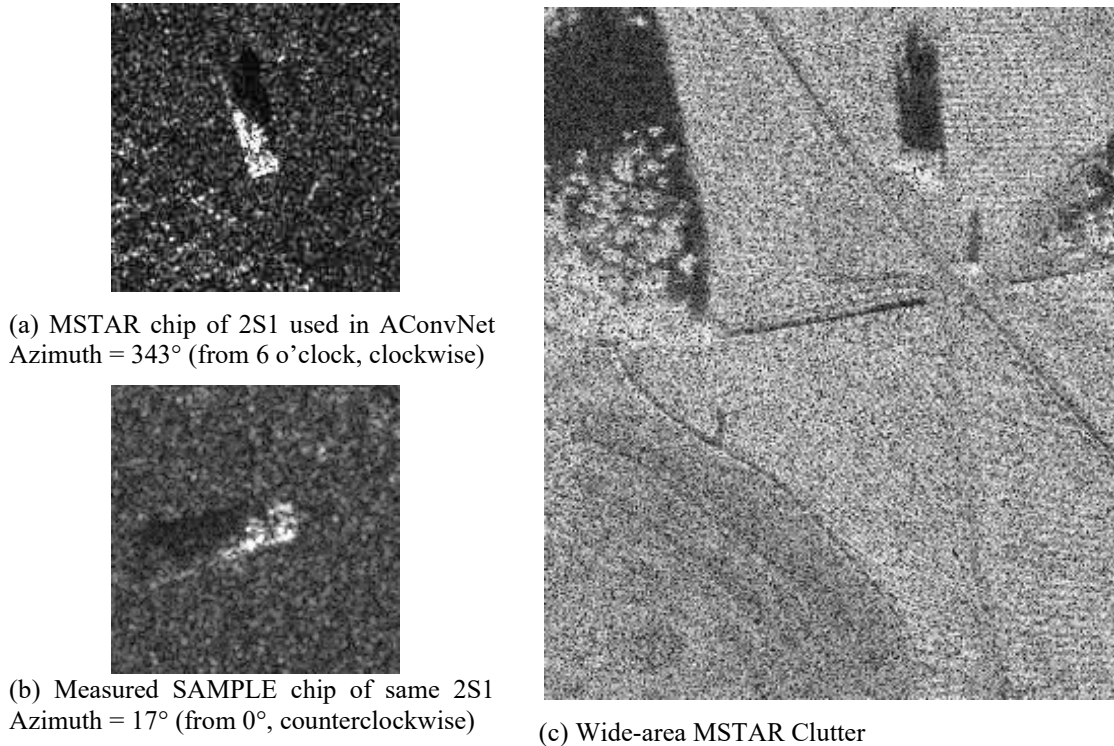 (a) MSTAR chip of 2S1 used in AConvNet
Azimuth = 343° (from 6 o’clock, clockwise)
(b) Measured SAMPLE chip of same 2S1
Azimuth = 17° (from 0°, counterclockwise)
(c) Wide-area MSTAR Clutter